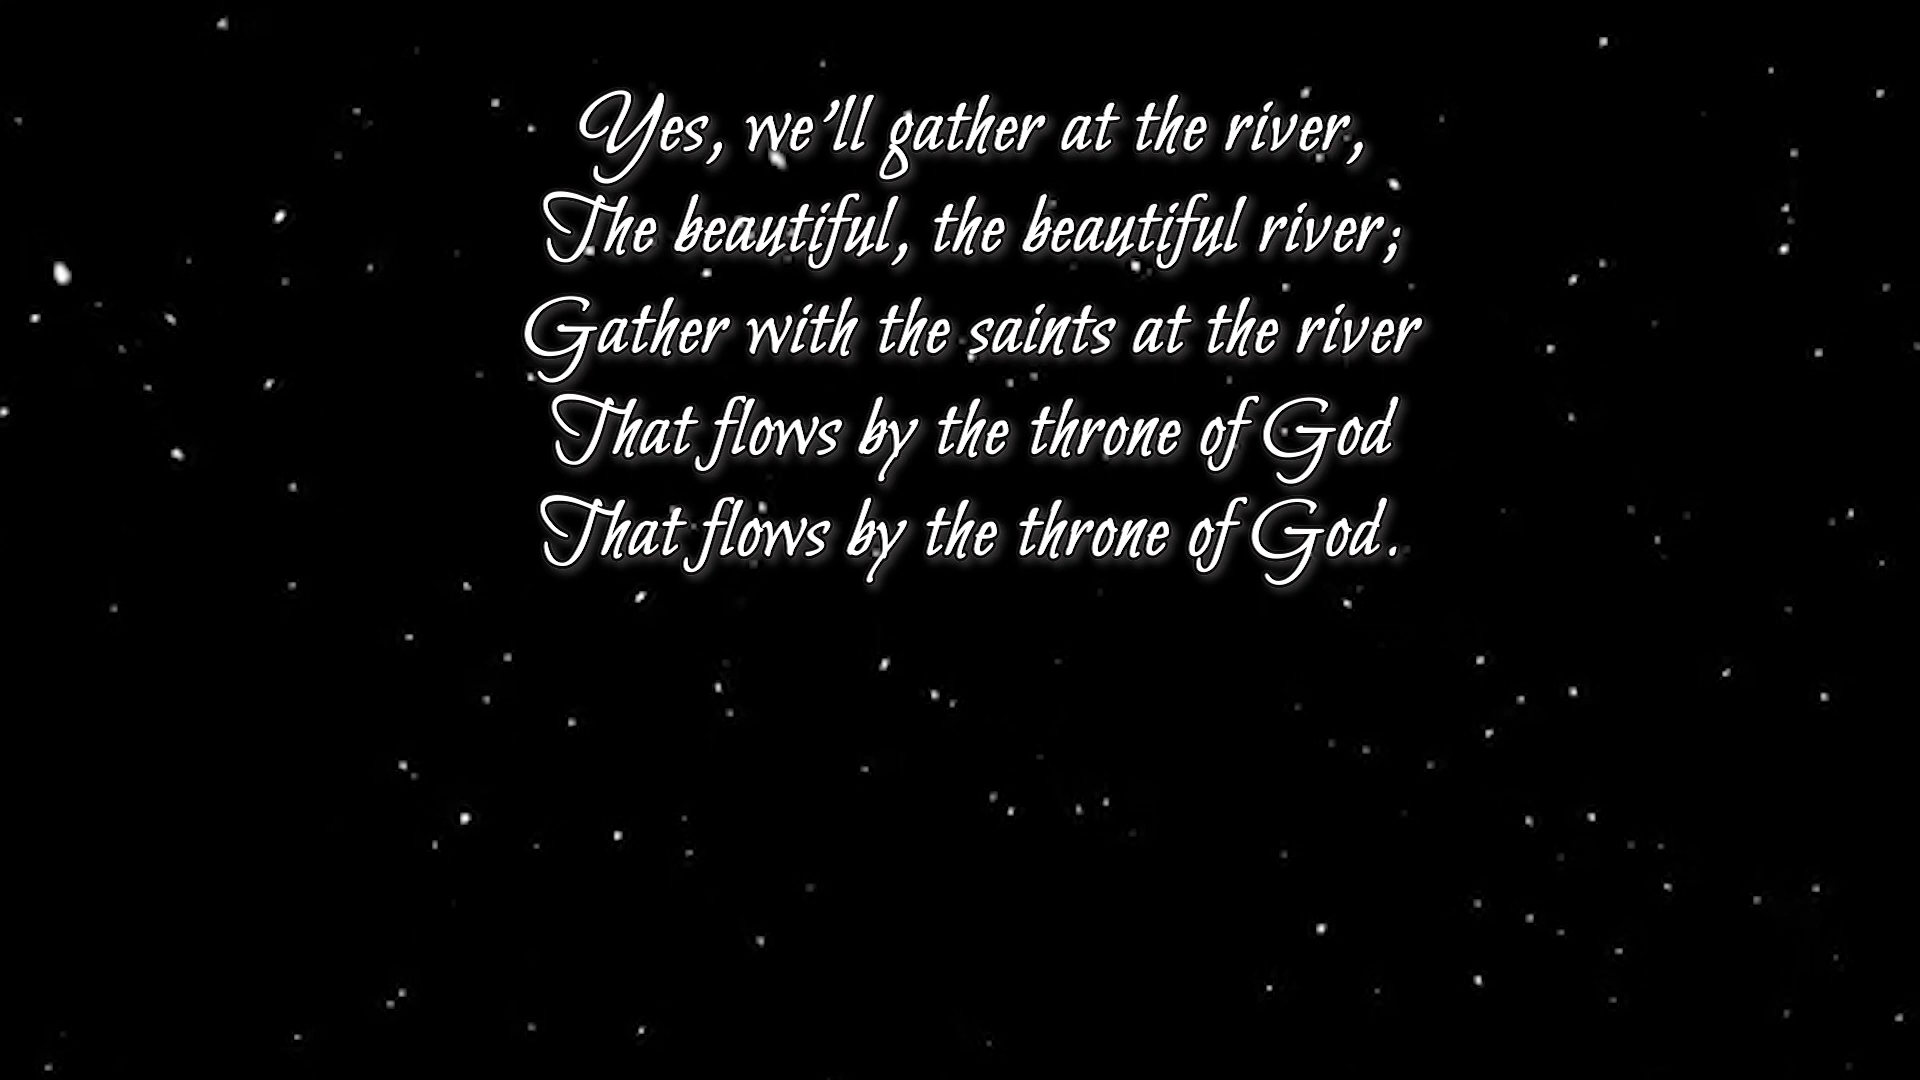 Yes, we’ll gather at the river,
The beautiful, the beautiful river;
Gather with the saints at the river
That flows by the throne of God
That flows by the throne of God.